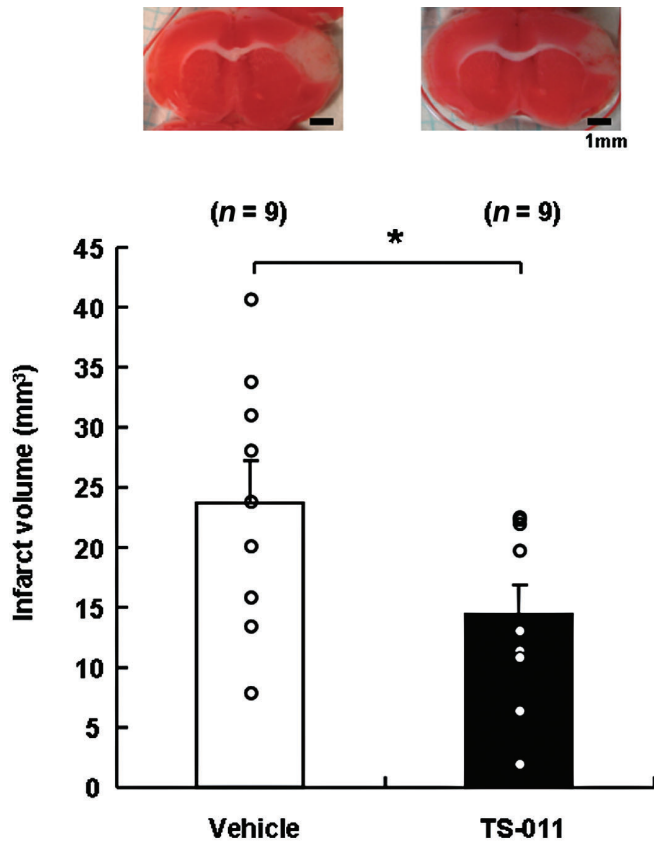 1mm
(n = 9) (n = 9)
*
45
40
35
30
25
20
15
10
5
0
Infarct volume (mm³)
Vehicle TS-011